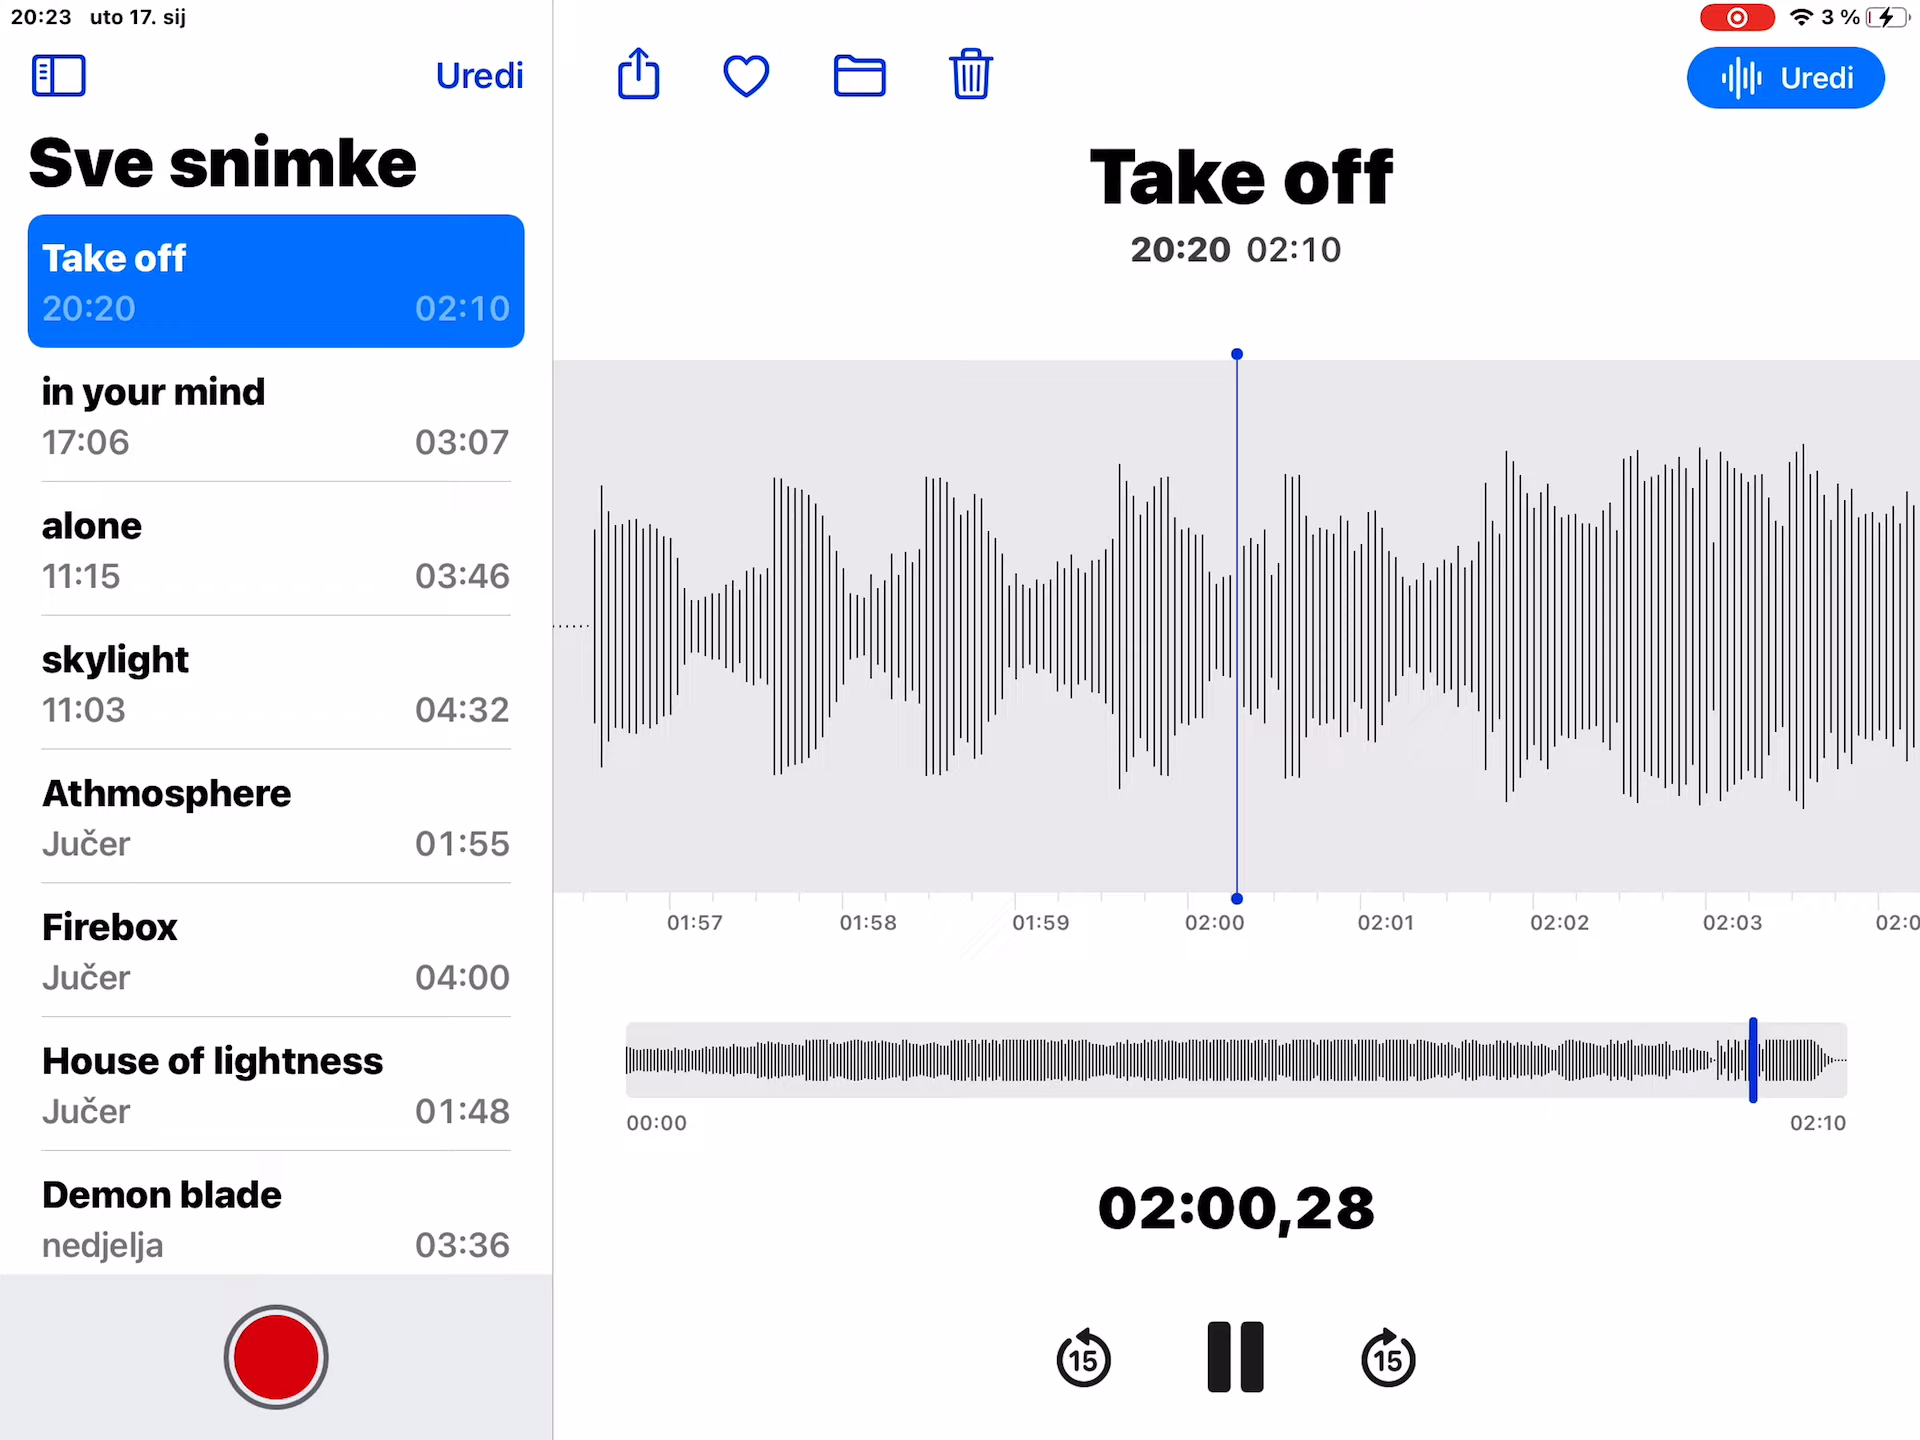 20:23 uto 17. sij
3 %
Uredi
Sve snimke
Take off
20:20 02:10
in your mind
17:06 03:07
alone
11:15 03:46
skylight
11:03 04:32
Athmosphere
Jučer 01:55
Firebox
Jučer 04:00
House of lightness
Jučer 01:48
Demon blade
nedjelja 03:36
Uredi
Take off
20:20 02:10
01:57 01:58 01:59 02:00 02:01 02:02 02:03 02:0
00:00 02:10
02:00,28
15 15